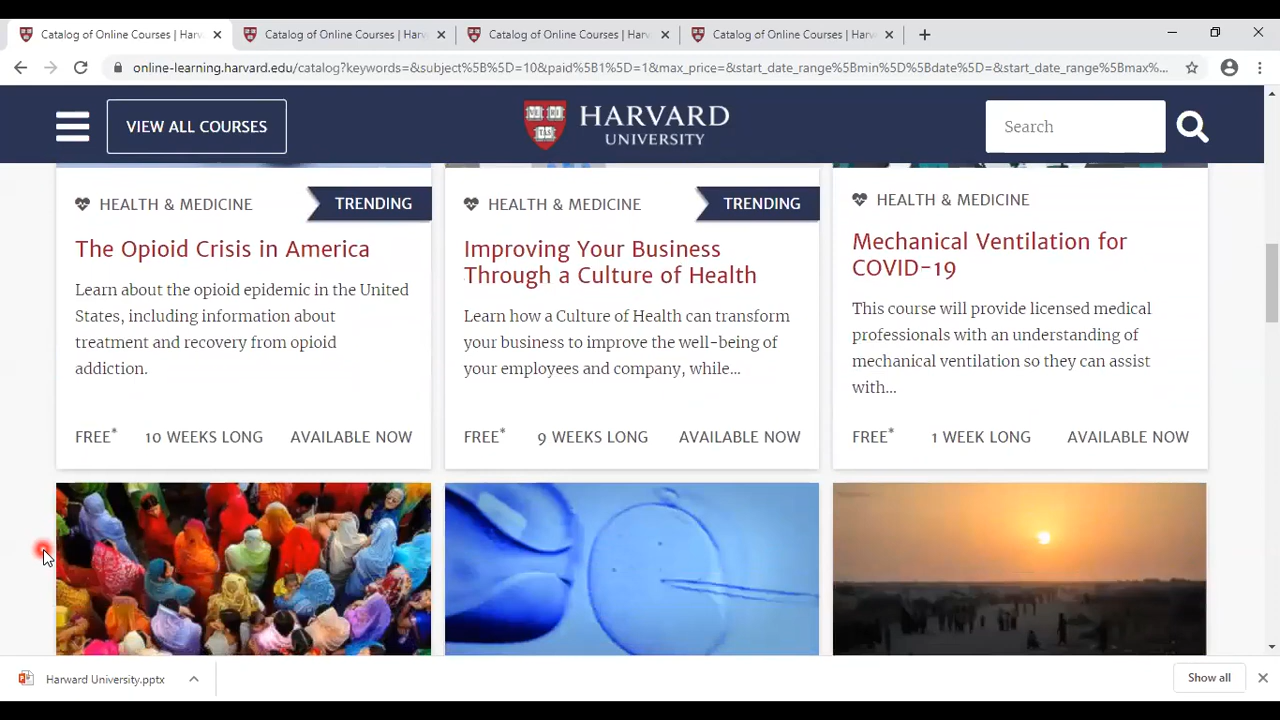 Catalog of Online Courses | Harv
Catalog of Online Courses | Harv
Catalog of Online Courses | Harv
Catalog of Online Courses | Harv
online-learning.harvard.edu/catalog?keywords=&subject%5B%5D=10&paid%5B1%5D=1&max_price=&start_date_range%5Bmin%5D%5Bdate%5D=&start_date_range%5Bmax%...
VIEW ALL COURSES
HARVARD
UNIVERSITY
Search
HEALTH & MEDICINE
TRENDING
The Opioid Crisis in America
Learn about the opioid epidemic in the United
States, including information about
treatment and recovery from opioid
addiction.
FREE* 10 WEEKS LONG AVAILABLE NOW
HEALTH & MEDICINE
TRENDING
Improving Your Business
Through a Culture of Health
Learn how a Culture of Health can transform
your business to improve the well-being of
your employees and company, while...
FREE* 9 WEEKS LONG AVAILABLE NOW
HEALTH & MEDICINE
Mechanical Ventilation for
COVID-19
This course will provide licensed medical
professionals with an understanding of
mechanical ventilation so they can assist
with...
FREE* 1 WEEK LONG AVAILABLE NOW
Harward University.pptx
Show all